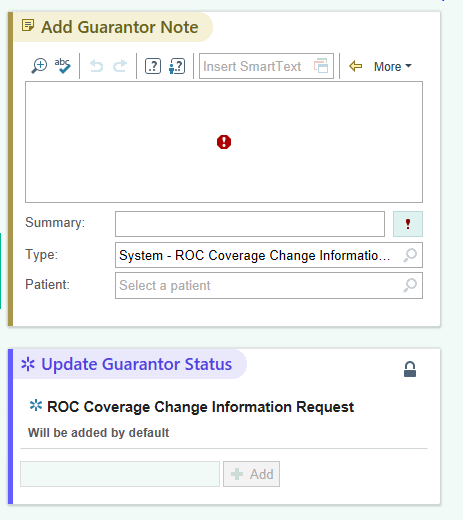 Add Guarantor Note
abc
Insert SmartText
More
Summary:
Type: System - ROC Coverage Change Informatio...
Patient: Select a patient
Update Guarantor Status
ROC Coverage Change Information Request
Will be added by default
Add